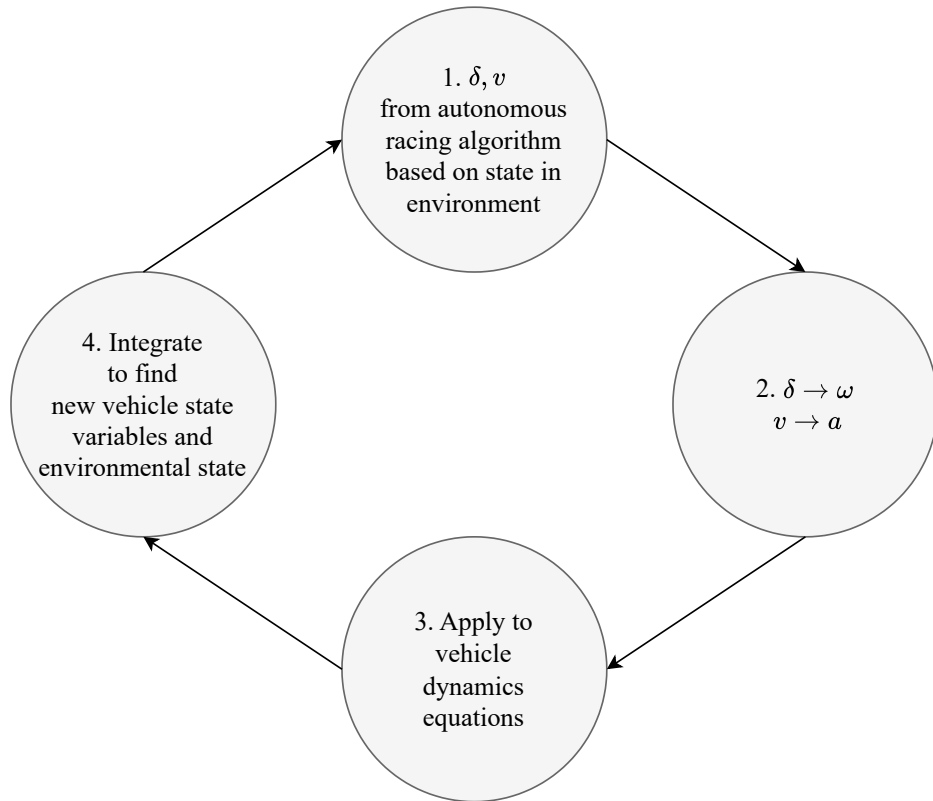 1. δ, v
from autonomous
racing algorithm
based on state in
environment
2. δ → ω
v → a
3. Apply to
vehicle
dynamics
equations
4. Integrate
to find
new vehicle state
variables and
environmental state